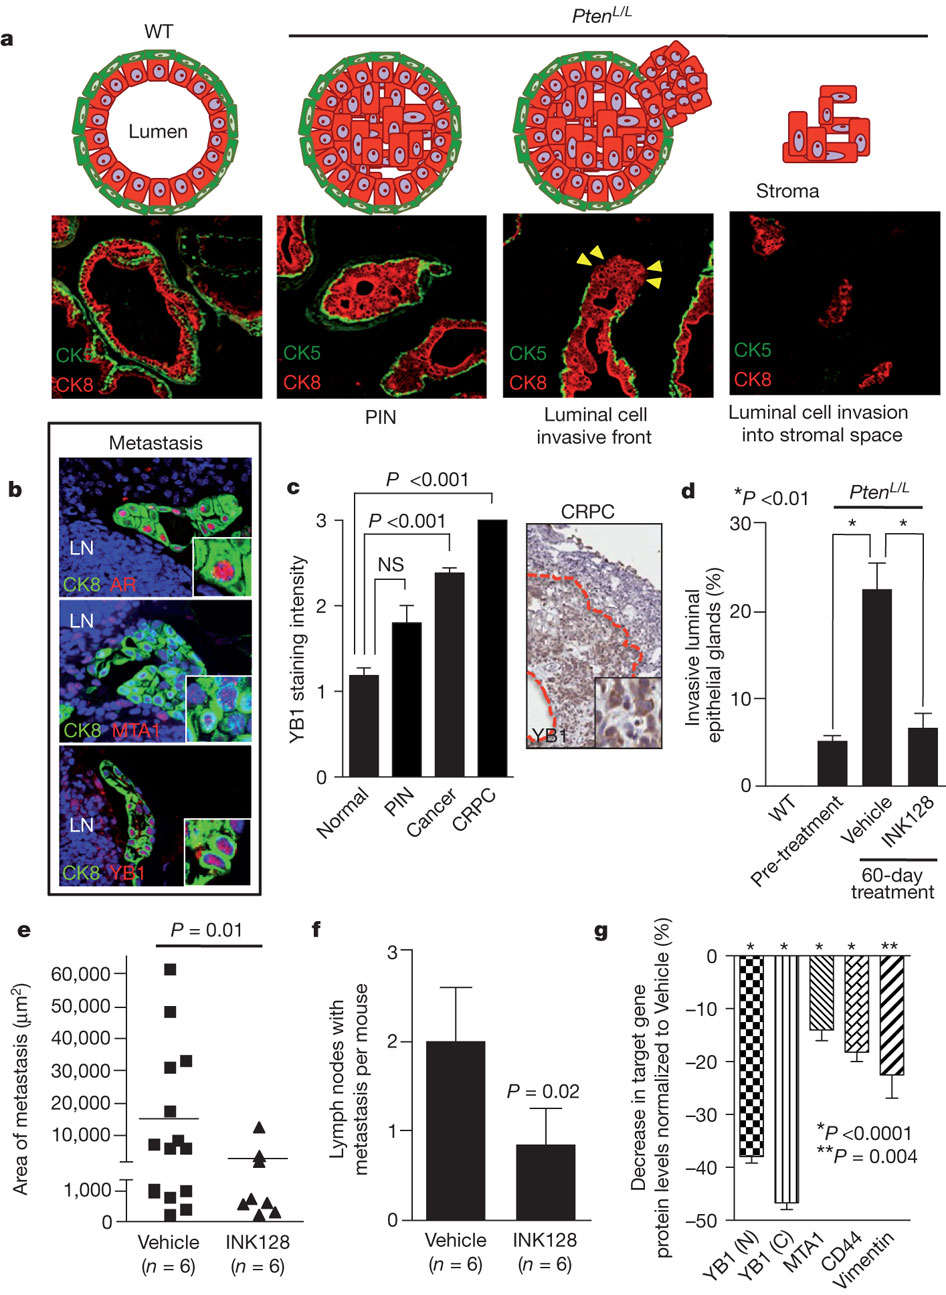 a
WT
Pten^L/L
Lumen
Stroma
CK5
CK8
CK5
CK8
CK5
CK8
CK5
CK8
PIN
Luminal cell
invasive front
Luminal cell invasion
into stromal space
b
Metastasis
LN
CK8 AR
LN
CK8 MTA1
LN
CK8 YB1
c
P <0.001
P <0.001
NS
YB1 staining intensity
3
2
1
0
Normal
PIN
Cancer
CRPC
CRPC
YB1
d
*P <0.01
Pten^L/L
* *
Invasive luminal
epithelial glands (%)
30
20
10
0
WT
Pre-treatment
Vehicle
INK128
60-day
treatment
e
P = 0.01
Area of metastasis (μm²)
60,000
50,000
40,000
30,000
20,000
10,000
1,000
0
Vehicle
(n = 6)
INK128
(n = 6)
f
Lymph nodes with
metastasis per mouse
3
2
1
0
P = 0.02
Vehicle
(n = 6)
INK128
(n = 6)
g
Decrease in target gene
protein levels normalized to Vehicle (%)
* * * * **
0
–10
–20
–30
–40
–50
*P <0.0001
**P = 0.004
YB1 (N)
YB1 (C)
MTA1
CD44
Vimentin